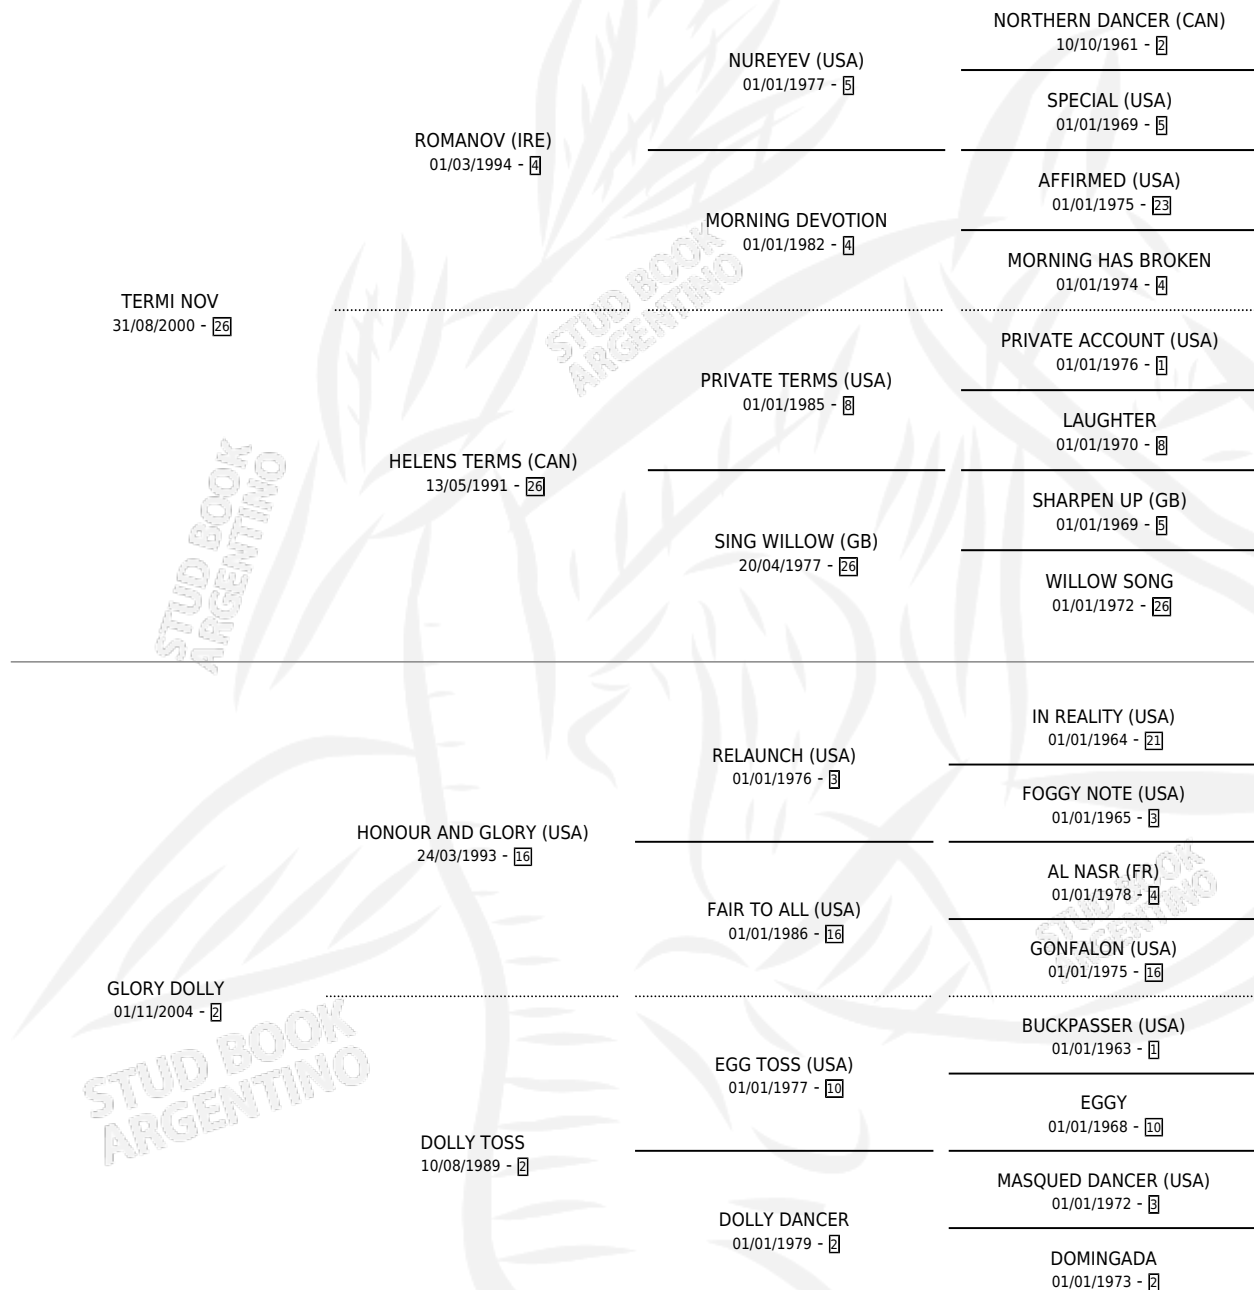 NORTHERN DANCER (CAN)
10/10/1961 - 2
NUREYEV (USA)
01/01/1977 - 5
SPECIAL (USA)
01/01/1969 - 5
ROMANOV (IRE)
01/03/1994 - 4
AFFIRMED (USA)
01/01/1975 - 23
MORNING DEVOTION
01/01/1982 - 4
MORNING HAS BROKEN
01/01/1974 - 4
TERMI NOV
31/08/2000 - 26
PRIVATE ACCOUNT (USA)
01/01/1976 - 1
PRIVATE TERMS (USA)
01/01/1985 - 8
LAUGHTER
01/01/1970 - 8
HELENS TERMS (CAN)
13/05/1991 - 26
SHARPEN UP (GB)
01/01/1969 - 5
SING WILLOW (GB)
20/04/1977 - 26
WILLOW SONG
01/01/1972 - 26
STUD BOOK
ARGENTINO
STUD BOOK
ARGENTINO
IN REALITY (USA)
01/01/1964 - 21
RELAUNCH (USA)
01/01/1976 - 3
FOGGY NOTE (USA)
01/01/1965 - 3
HONOUR AND GLORY (USA)
24/03/1993 - 16
AL NASR (FR)
01/01/1978 - 4
FAIR TO ALL (USA)
01/01/1986 - 16
GONFALON (USA)
01/01/1975 - 16
GLORY DOLLY
01/11/2004 - 2
BUCKPASSER (USA)
01/01/1963 - 1
EGG TOSS (USA)
01/01/1977 - 10
EGGY
01/01/1968 - 10
DOLLY TOSS
10/08/1989 - 2
MASQUED DANCER (USA)
01/01/1972 - 3
DOLLY DANCER
01/01/1979 - 2
DOMINGADA
01/01/1973 - 2
STUD BOOK
ARGENTINO
STUD BOOK
ARGENTINO